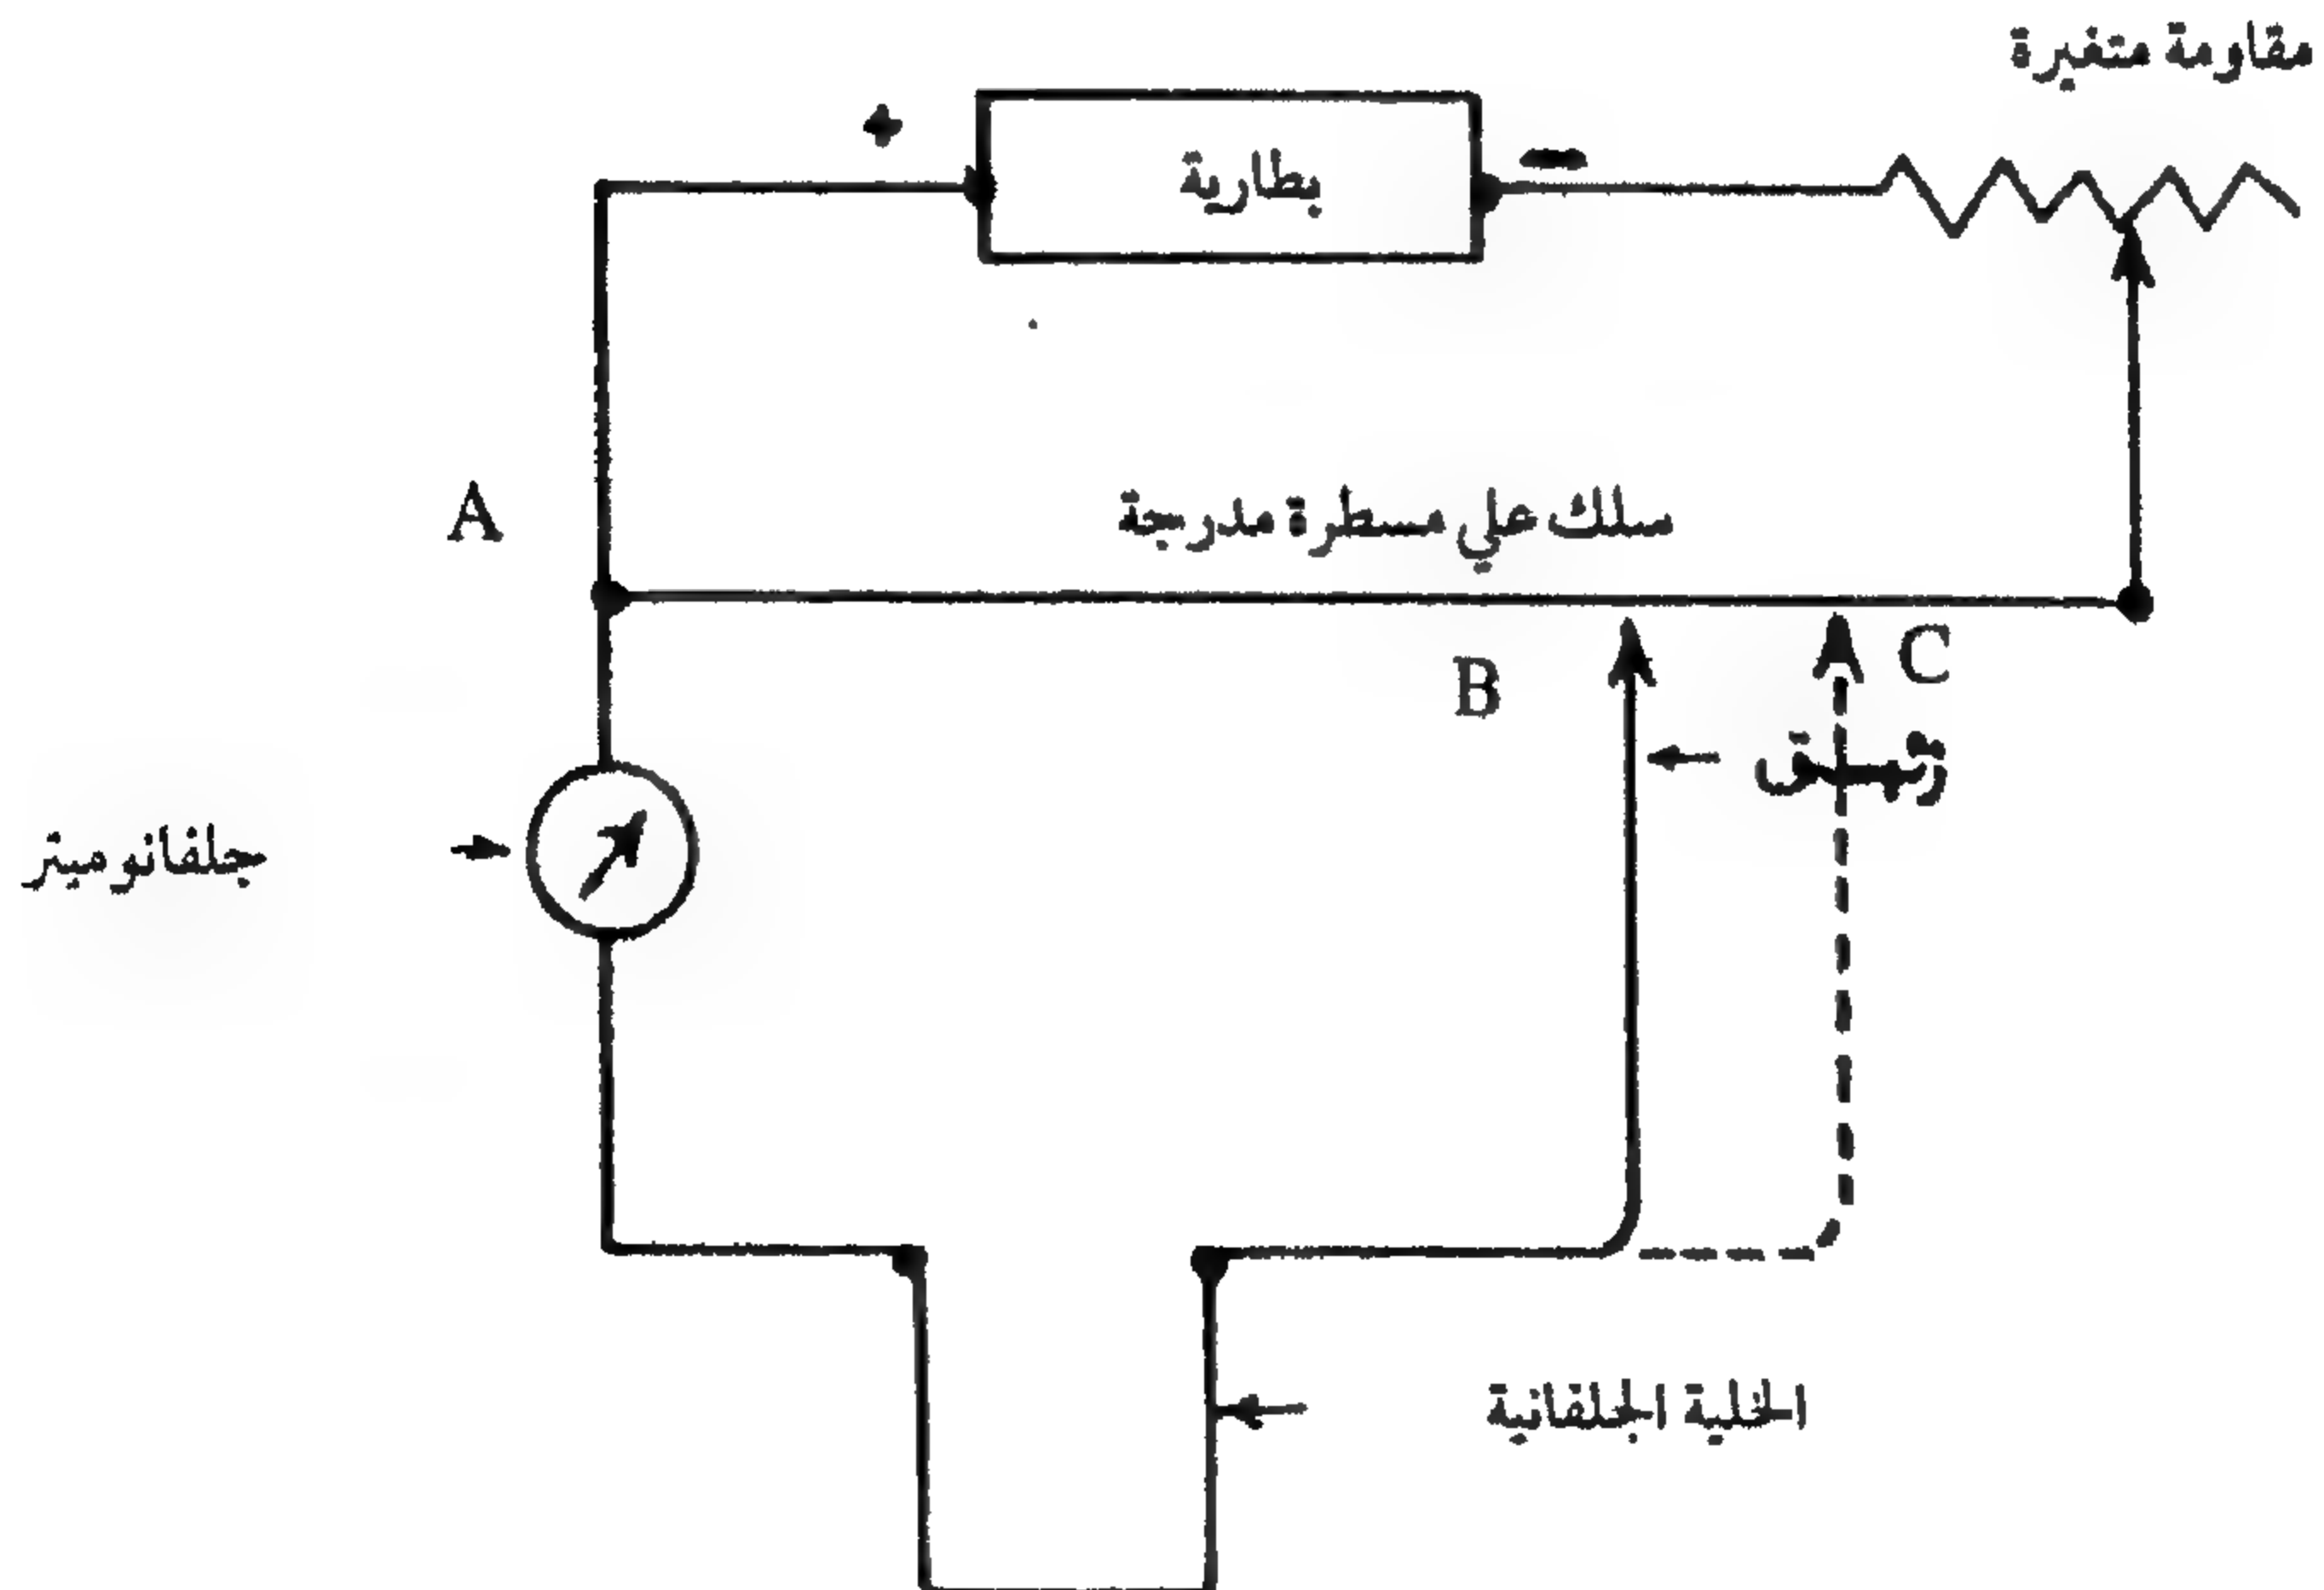 مقاومة متغيرة
+
بطارية
-
A
سلك علي مسطرة مدرجة
B
C
جلفانوميتر
الخلية الجلفانية